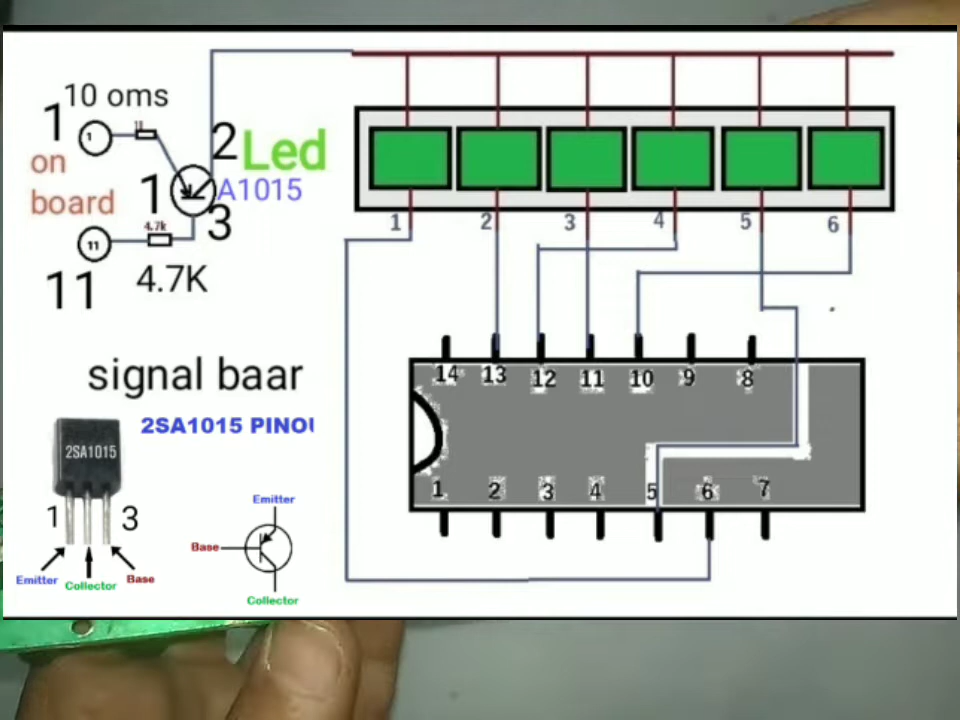 10 oms
1
1
10
on
board
2
Led
1
A1015
3
4.7k
11
4.7K
11
1
2
3
4
5
6
14
13
12
11
10
9
8
1
2
3
4
5
6
7
signal baar
2SA1015 PINOU
2SA1015
1
3
Emitter
Collector
Base
Emitter
Base
Collector